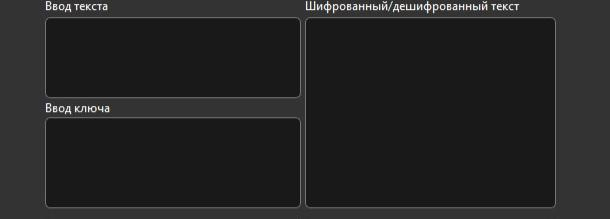 Ввод текста
Шифрованный/дешифрованный текст
Ввод ключа